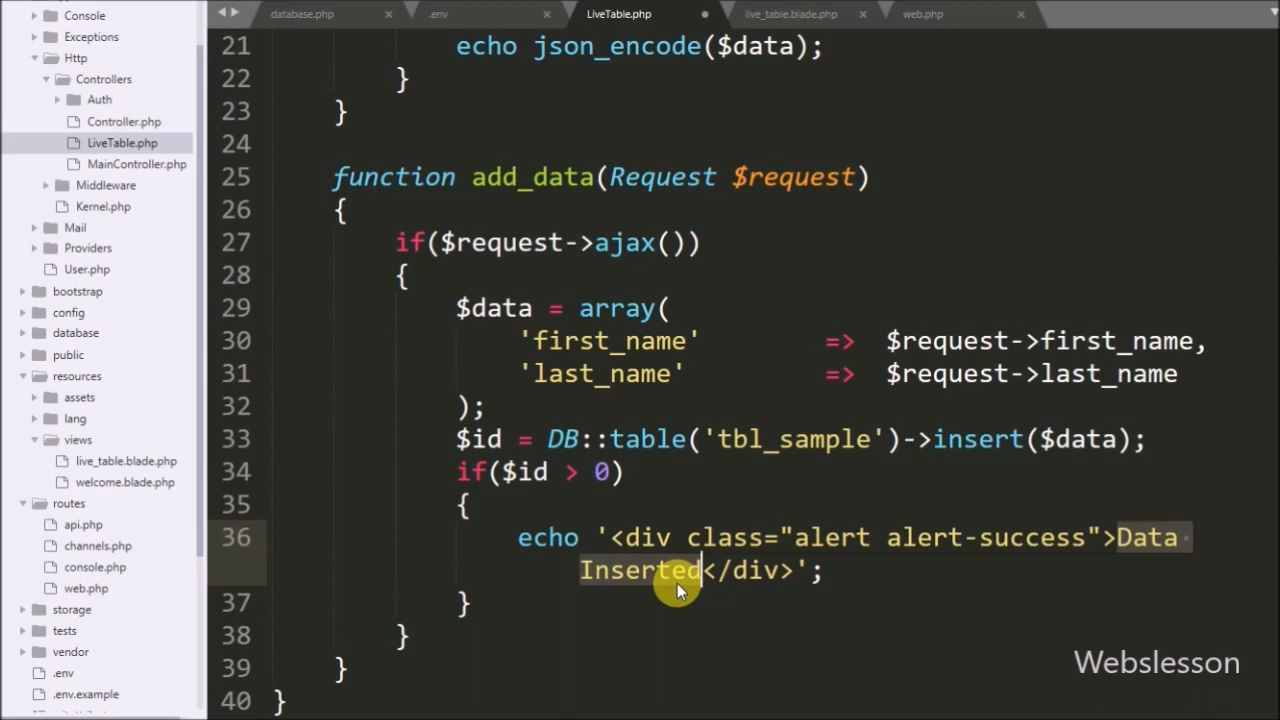 Console
Exceptions
Http
Controllers
Auth
Controller.php
LiveTable.php
MainController.php
Middleware
Kernel.php
Mail
Providers
User.php
bootstrap
config
database
public
resources
assets
lang
views
live_table.blade.php
welcome.blade.php
routes
api.php
channels.php
console.php
web.php
storage
tests
vendor
.env
.env.example
database.php .env LiveTable.php live_table.blade.php web.php
21 echo json_encode($data);
22 }
23 }
24
25 function add_data(Request $request)
26 {
27 if($request->ajax())
28 {
29 $data = array(
30 'first_name' => $request->first_name,
31 'last_name' => $request->last_name
32 );
33 $id = DB::table('tbl_sample')->insert($data);
34 if($id > 0)
35 {
36 echo '<div class="alert alert-success">Data
Inserted</div>';
37 }
38 }
39 }
40 }
Webslesson